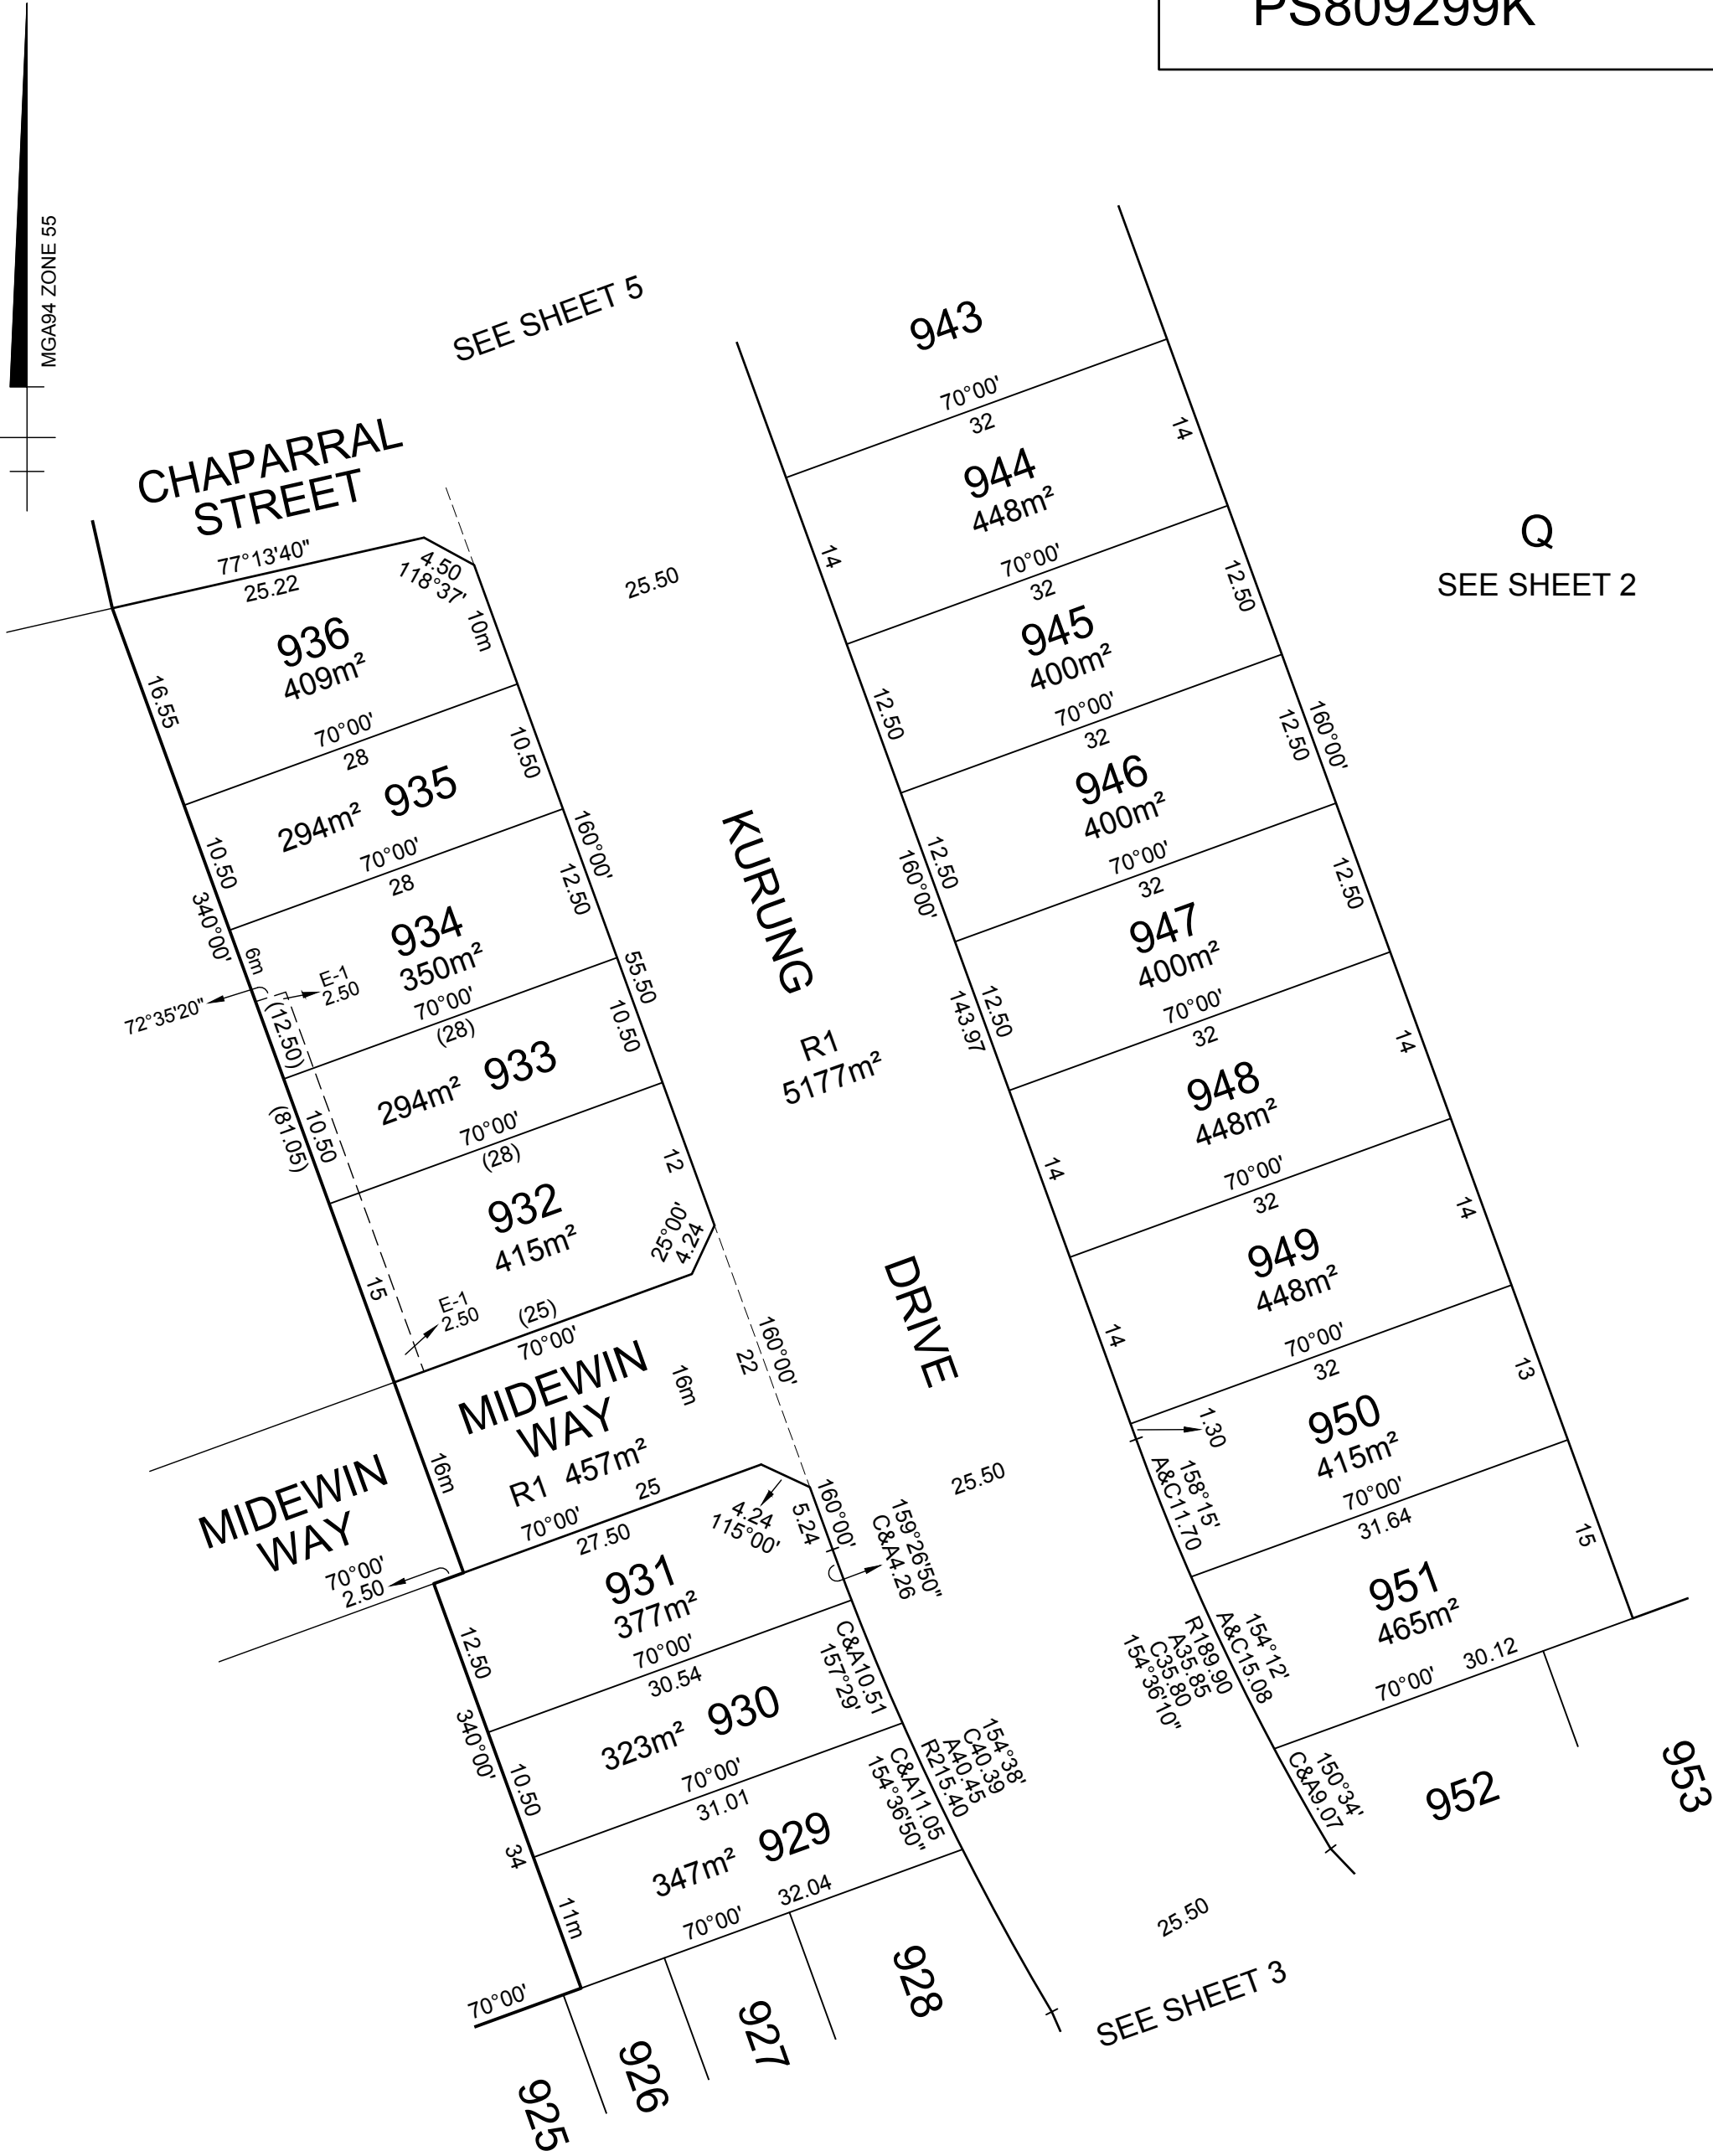 PS809299K
MGA94 ZONE 55
SEE SHEET 5
943
70°00'
32
14
944
448m²
14
70°00'
32
12.50
945
400m²
12.50
70°00'
32
12.50
160°00'
946
400m²
12.50
160°00'
70°00'
32
12.50
947
400m²
12.50
143.97
70°00'
32
14
948
448m²
14
70°00'
32
14
949
448m²
14
70°00'
32
13
950
415m²
1.30
158°15'
A&C11.70
70°00'
31.64
15
951
465m²
154°12'
A&C15.08
R189.90
A35.85
C35.80
154°36'10"
70°00'
30.12
150°34'
C&A9.07
952
953
Q
SEE SHEET 2
CHAPARRAL
STREET
77°13'40"
25.22
4.50
118°37'
10m
25.50
936
409m²
16.55
70°00'
28
10.50
294m² 935
10.50
340°00'
70°00'
28
160°00'
12.50
934
350m²
6m
E-1
2.50
72°35'20"
(12.50)
70°00'
(28)
55.50
10.50
294m² 933
10.50
(81.05)
70°00'
(28)
12
932
415m²
25°00'
4.24
15
E-1
2.50
(25)
70°00'
KURUNG
R1
5177m²
DRIVE
160°00'
22
16m
MIDEWIN
WAY
R1 457m²
16m
MIDEWIN
WAY
70°00'
2.50
70°00'
25
27.50
4.24
115°00'
5.24
160°00'
159°26'50"
C&A4.26
25.50
931
377m²
12.50
340°00'
70°00'
30.54
C&A10.51
157°29'
323m² 930
10.50
34
70°00'
31.01
C&A11.05
154°36'50"
154°38'
C40.39
A40.45
R215.40
347m² 929
11m
70°00'
32.04
70°00'
25.50
SEE SHEET 3
928
927
926
925